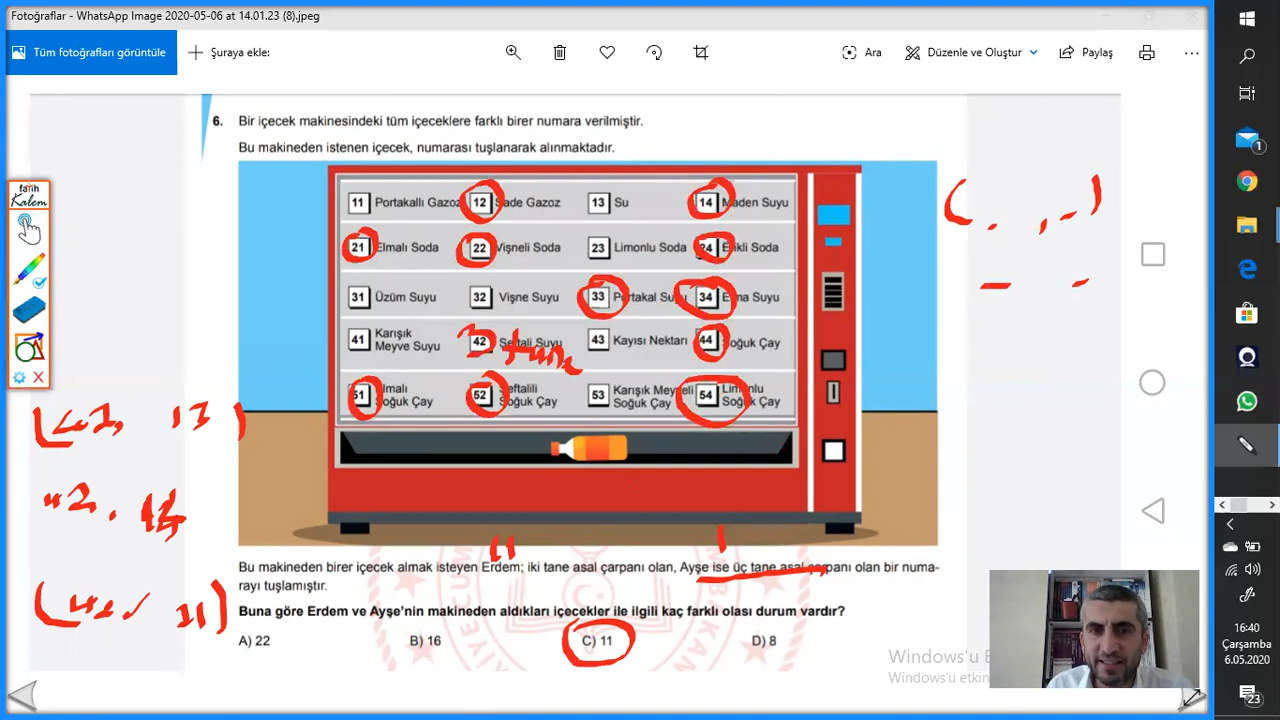 Fotoğraflar - WhatsApp Image 2020-05-06 at 14.01.23 (8).jpeg
Tüm fotoğrafları görüntüle
Şuraya ekle:
Ara
Düzenle ve Oluştur
Paylaş
6. Bir içecek makinesindeki tüm içeceklere farklı birer numara verilmiştir.
Bu makineden istenen içecek, numarası tuşlanarak alınmaktadır.
11 Portakallı Gazoz 12 Sade Gazoz 13 Su 14 Maden Suyu
21 Elmalı Soda 22 Vişneli Soda 23 Limonlu Soda 24 Erikli Soda
31 Üzüm Suyu 32 Vişne Suyu 33 Portakal Suyu 34 Elma Suyu
41 Karışık Meyve Suyu 42 Şeftali Suyu 43 Kayısı Nektarı 44 Soğuk Çay
51 Elmalı Soğuk Çay 52 Şeftalili Soğuk Çay 53 Karışık Meyveli Soğuk Çay 54 Limonlu Soğuk Çay
fatih
Kalem
Bu makineden birer içecek almak isteyen Erdem; iki tane asal çarpanı olan, Ayşe ise üç tane asal çarpanı olan bir numa-
rayı tuşlamıştır.
11
1
Buna göre Erdem ve Ayşe'nin makineden aldıkları içecekler ile ilgili kaç farklı olası durum vardır?
A) 22 B) 16 C) 11 D) 8
Windows'u
Windows'u etkin
1
16:40
Çarşamba
6.05.2020
23